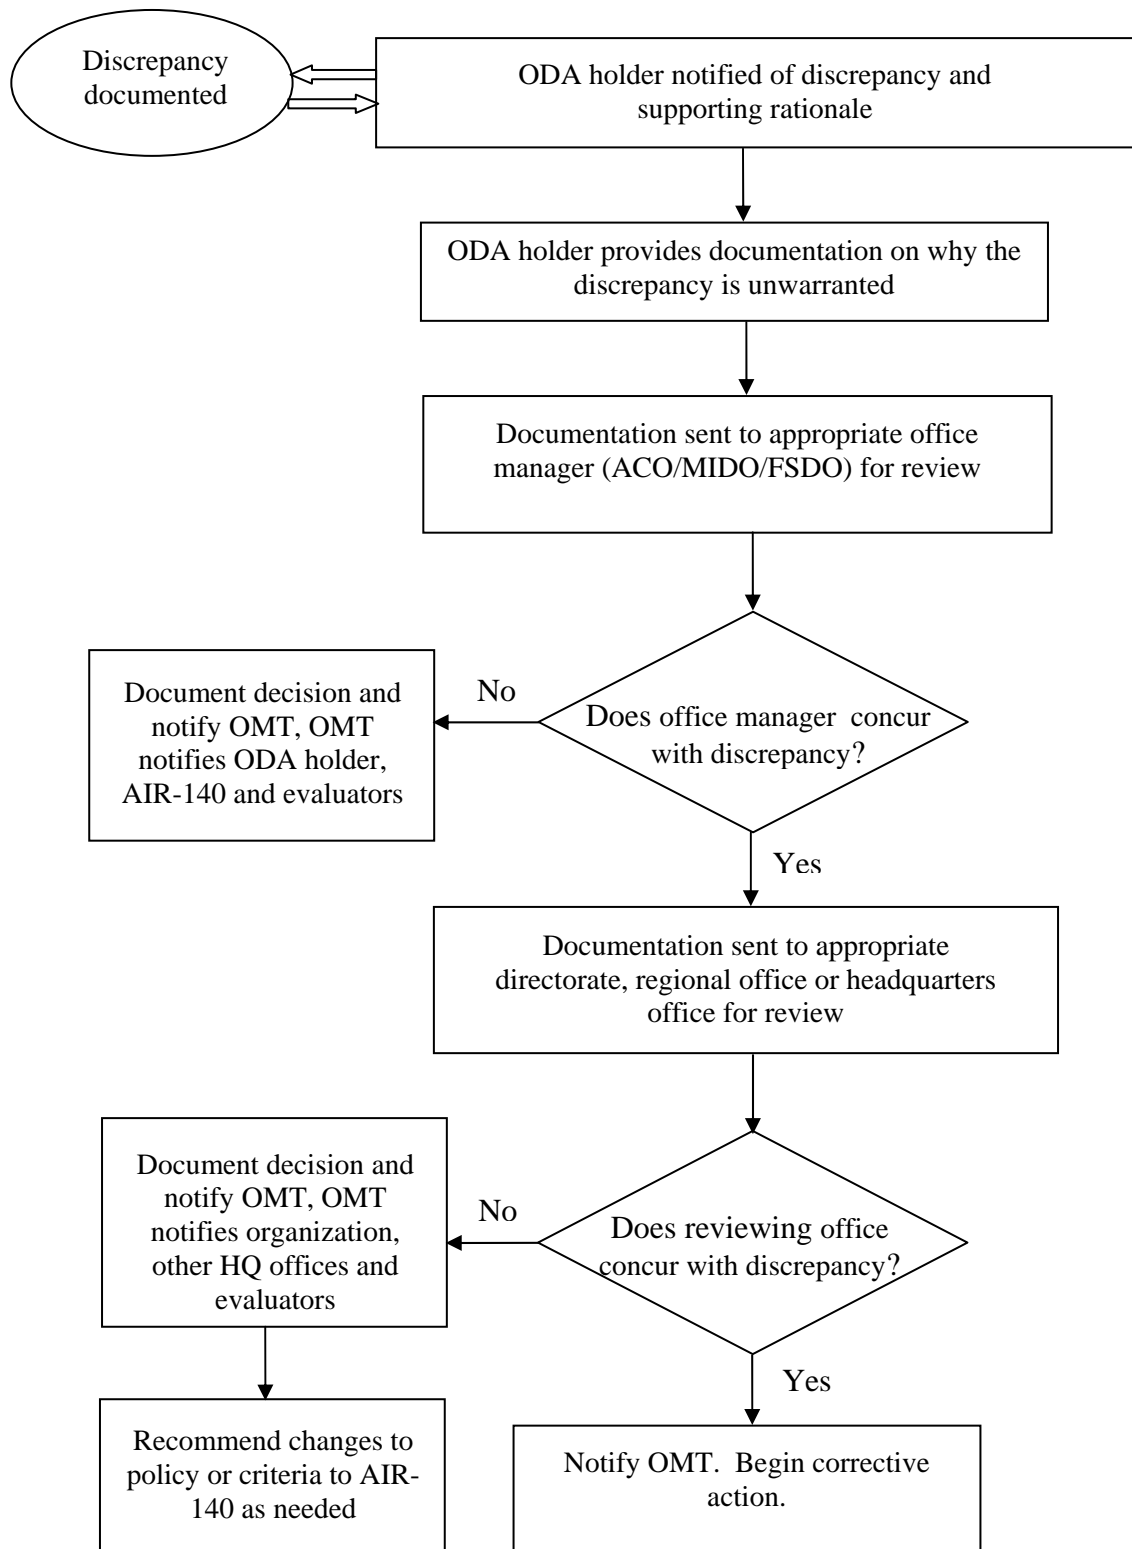 Discrepancy
documented
ODA holder notified of discrepancy and
supporting rationale
ODA holder provides documentation on why the
discrepancy is unwarranted
Documentation sent to appropriate office
manager (ACO/MIDO/FSDO) for review
Does office manager concur
with discrepancy?
No
Document decision and
notify OMT, OMT
notifies ODA holder,
AIR-140 and evaluators
Yes
Documentation sent to appropriate
directorate, regional office or headquarters
office for review
Does reviewing office
concur with discrepancy?
No
Document decision and
notify OMT, OMT
notifies organization,
other HQ offices and
evaluators
Recommend changes to
policy or criteria to AIR-
140 as needed
Yes
Notify OMT.  Begin corrective
action.